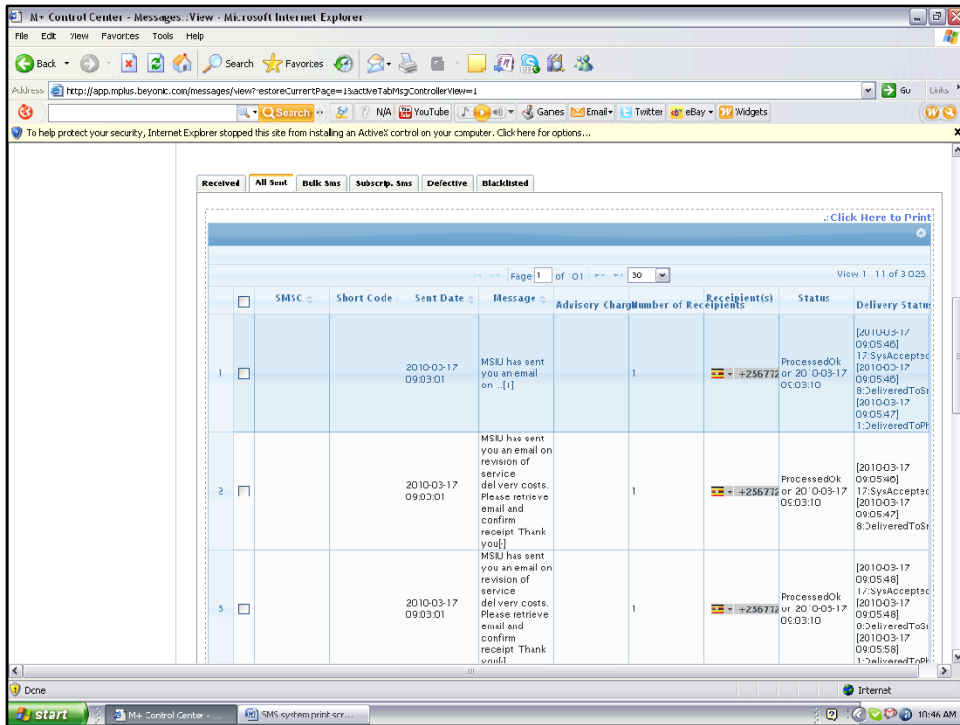 M+ Control Center - Messages::View - Microsoft Internet Explorer
File Edit View Favorites Tools Help
Back Search Favorites
Address http://app.mplus.beyonic.com/messages/view?restoreCurrentPage=1&activeTabMsgControllerView=1 Go Links
Search N/A YouTube Games Email Twitter eBay Widgets
To help protect your security, Internet Explorer stopped this site from installing an ActiveX control on your computer. Click here for options...
Received All Sent Bulk Sms Subscrip. Sms Defective Blacklisted
.:Click Here to Print
Page 1 of 101 30 View 1 - 11 of 3 025
SMSC Short Code Sent Date Message Advisory Charg Number of Receipients Receipient(s) Status Delivery Statu
1
2010-03-17
09:03:01
MSIU has sent
you an email
on ..[1]
1
+256772
ProcessedOk
on 2010-03-17
09:03:10
[2010-03-17
09:05:46]
17:SysAccepted
[2010-03-17
09:05:46]
8:DeliveredToSm
[2010-03-17
09:05:47]
1:DeliveredToPh
2
2010-03-17
09:03:01
MSIU has sent
you an email on
revision of
service
delivery costs.
Please retrieve
email and
confirm
receipt Thank
1
+256772
ProcessedOk
on 2010-03-17
09:03:10
[2010-03-17
09:05:46]
17:SysAccepted
[2010-03-17
09:05:47]
8:DeliveredToSm
3
2010-03-17
09:03:01
MSIU has sent
you an email on
revision of
service
delivery costs.
Please retrieve
email and
confirm
receipt Thank
1
+256772
ProcessedOk
on 2010-03-17
09:03:10
[2010-03-17
09:05:48]
17:SysAccepted
[2010-03-17
09:05:48]
8:DeliveredToSm
[2010-03-17
09:05:58]
1:DeliveredToPh
Done Internet
start M+ Control Center - ... SMS system print scr... 10:46 AM